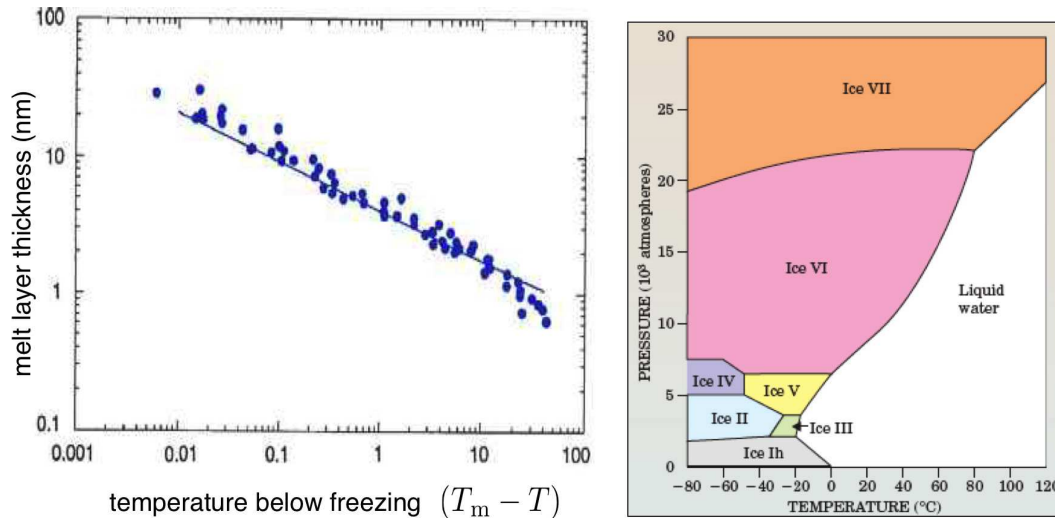 100
10
1
0.1
melt layer thickness (nm)
0.001 0.01 0.1 1 10 100
temperature below freezing (Tm − T)
30
25
20
15
10
5
0
PRESSURE (10³ atmospheres)
Ice VII
Ice VI
Liquid
water
Ice IV
Ice V
Ice II
Ice III
Ice Ih
−80 −60 −40 −20 0 20 40 60 80 100 120
TEMPERATURE (°C)